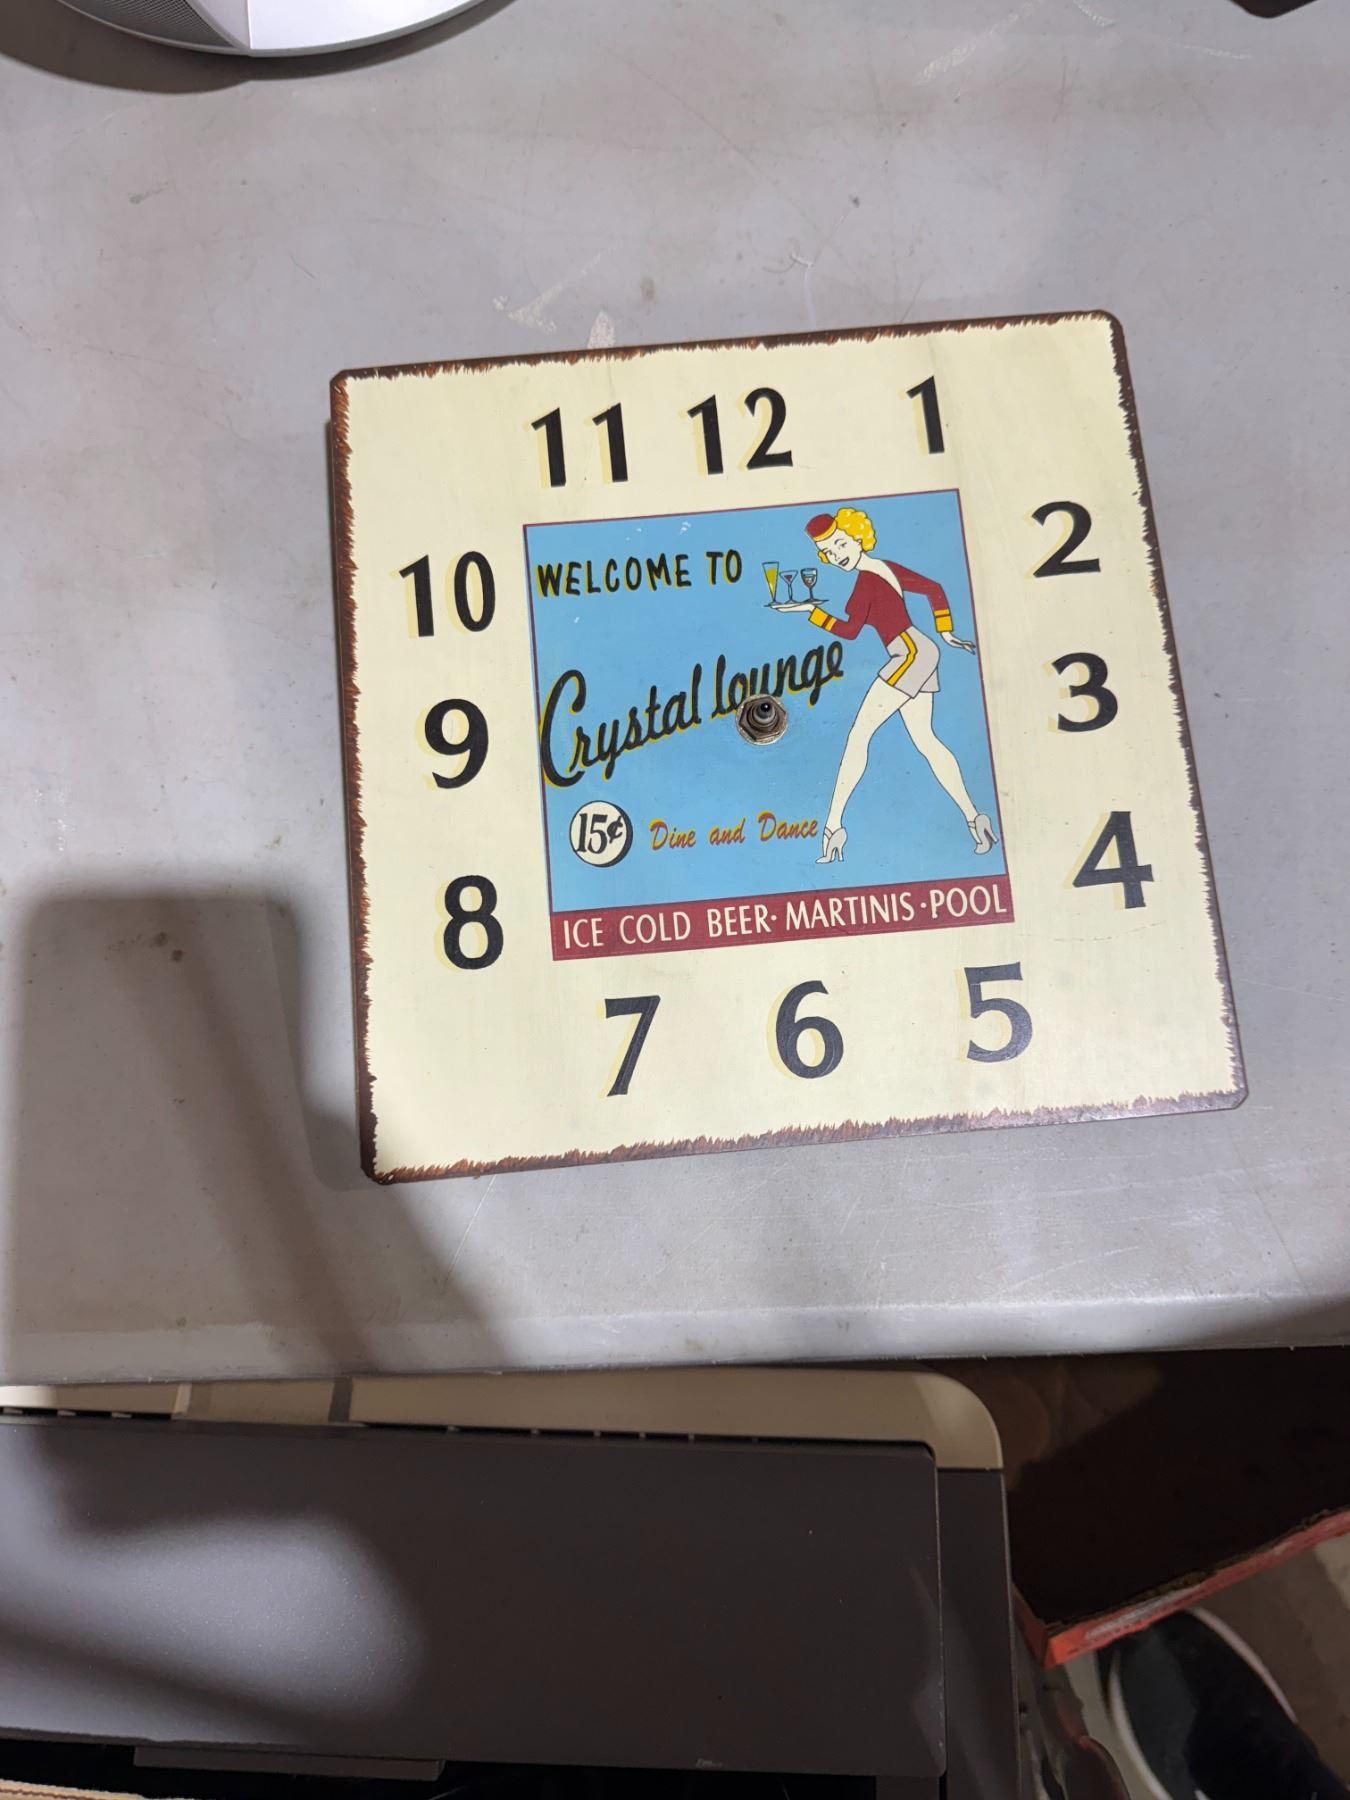 11 12 1
10 2
9 3
8 4
7 6 5
WELCOME TO
Crystal lounge
15¢ Dine and Dance
ICE COLD BEER· MARTINIS ·POOL